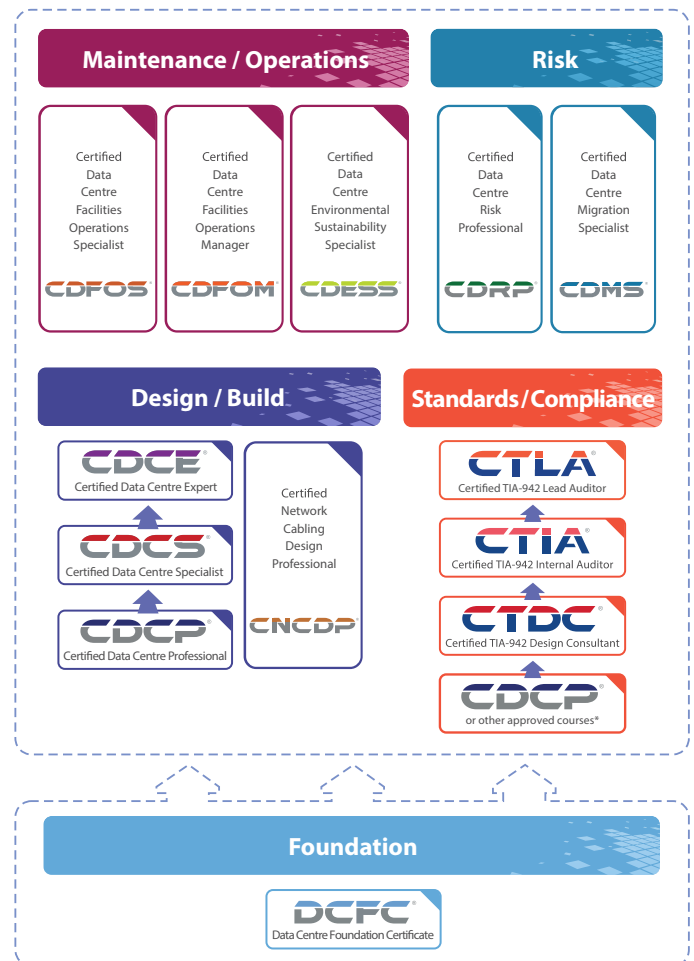 Maintenance / Operations
Risk
Certified
Data
Centre
Facilities
Operations
Specialist
CDFOS®
Certified
Data
Centre
Facilities
Operations
Manager
CDFOM®
Certified
Data
Centre
Environmental
Sustainability
Specialist
CDESS®
Certified
Data
Centre
Risk
Professional
CDRP®
Certified
Data
Centre
Migration
Specialist
CDMS®
Design / Build
CDCE®
Certified Data Centre Expert
CDCS®
Certified Data Centre Specialist
CDCP®
Certified Data Centre Professional
Certified
Network
Cabling
Design
Professional
CNCDP®
Standards/Compliance
CTLA®
Certified TIA-942 Lead Auditor
CTIA®
Certified TIA-942 Internal Auditor
CTDC®
Certified TIA-942 Design Consultant
CDCP®
or other approved courses*
Foundation
DCFC®
Data Centre Foundation Certificate